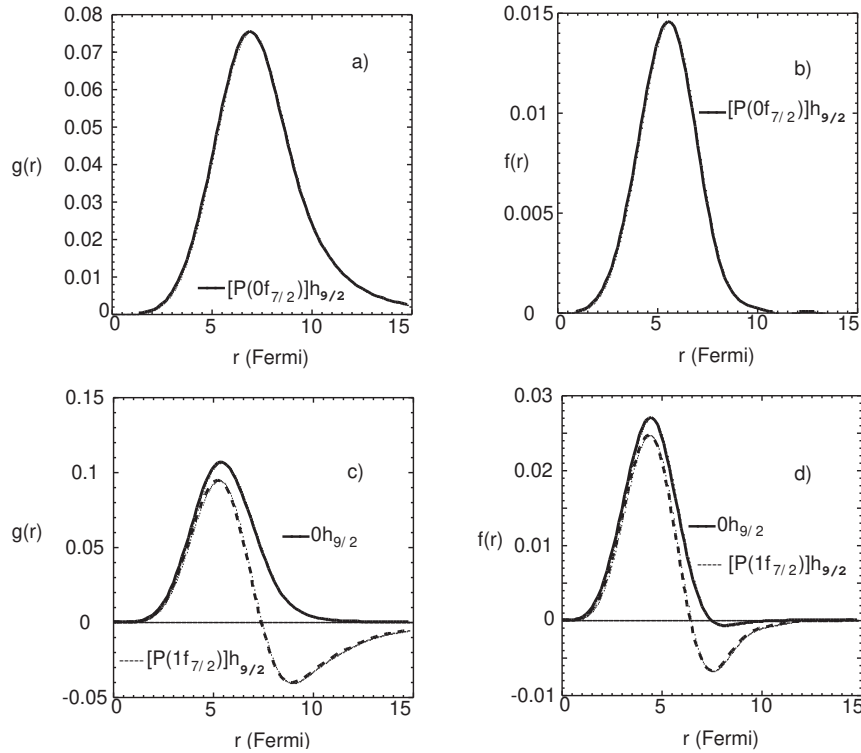 0.08
0.07
0.06
0.05
0.04
0.03
0.02
0.01
0
g(r)
a)
[P(0f7/2)]h9/2
0 5 10 15
r (Fermi)
0.015
0.01
0.005
0
f(r)
b)
[P(0f7/2)]h9/2
0 5 10 15
r (Fermi)
0.15
0.1
0.05
0
-0.05
g(r)
c)
0h9/2
[P(1f7/2)]h9/2
0 5 10 15
r (Fermi)
0.03
0.02
0.01
0
-0.01
f(r)
d)
0h9/2
[P(1f7/2)]h9/2
0 5 10 15
r (Fermi)